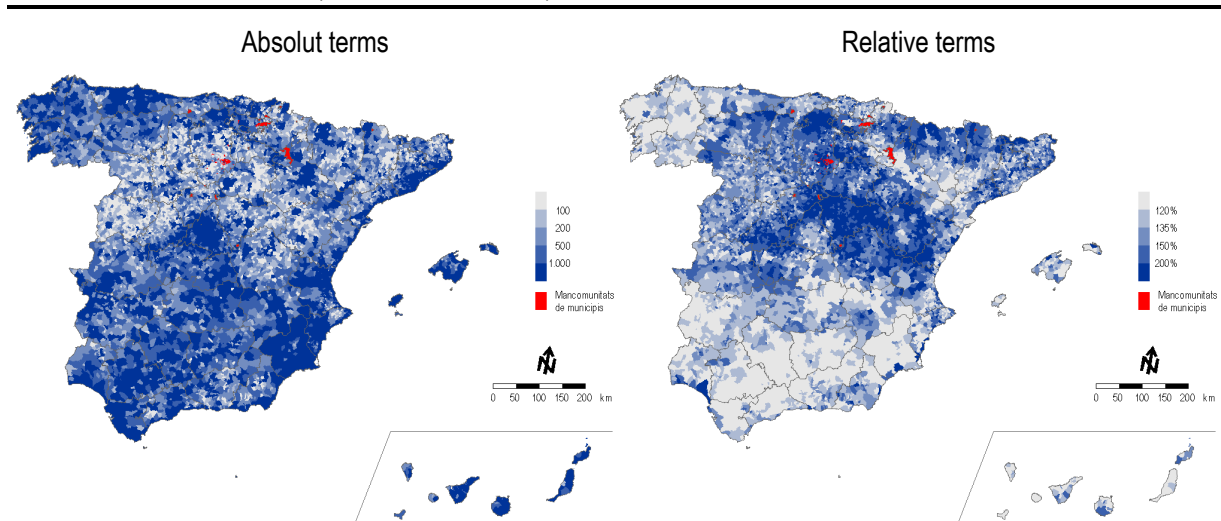 Absolut terms
Relative terms
100
200
500
1.000
Mancomunitats
de municipis
N
0 50 100 150 200 km
120%
135%
150%
200%
Mancomunitats
de municipis
N
0 50 100 150 200 km